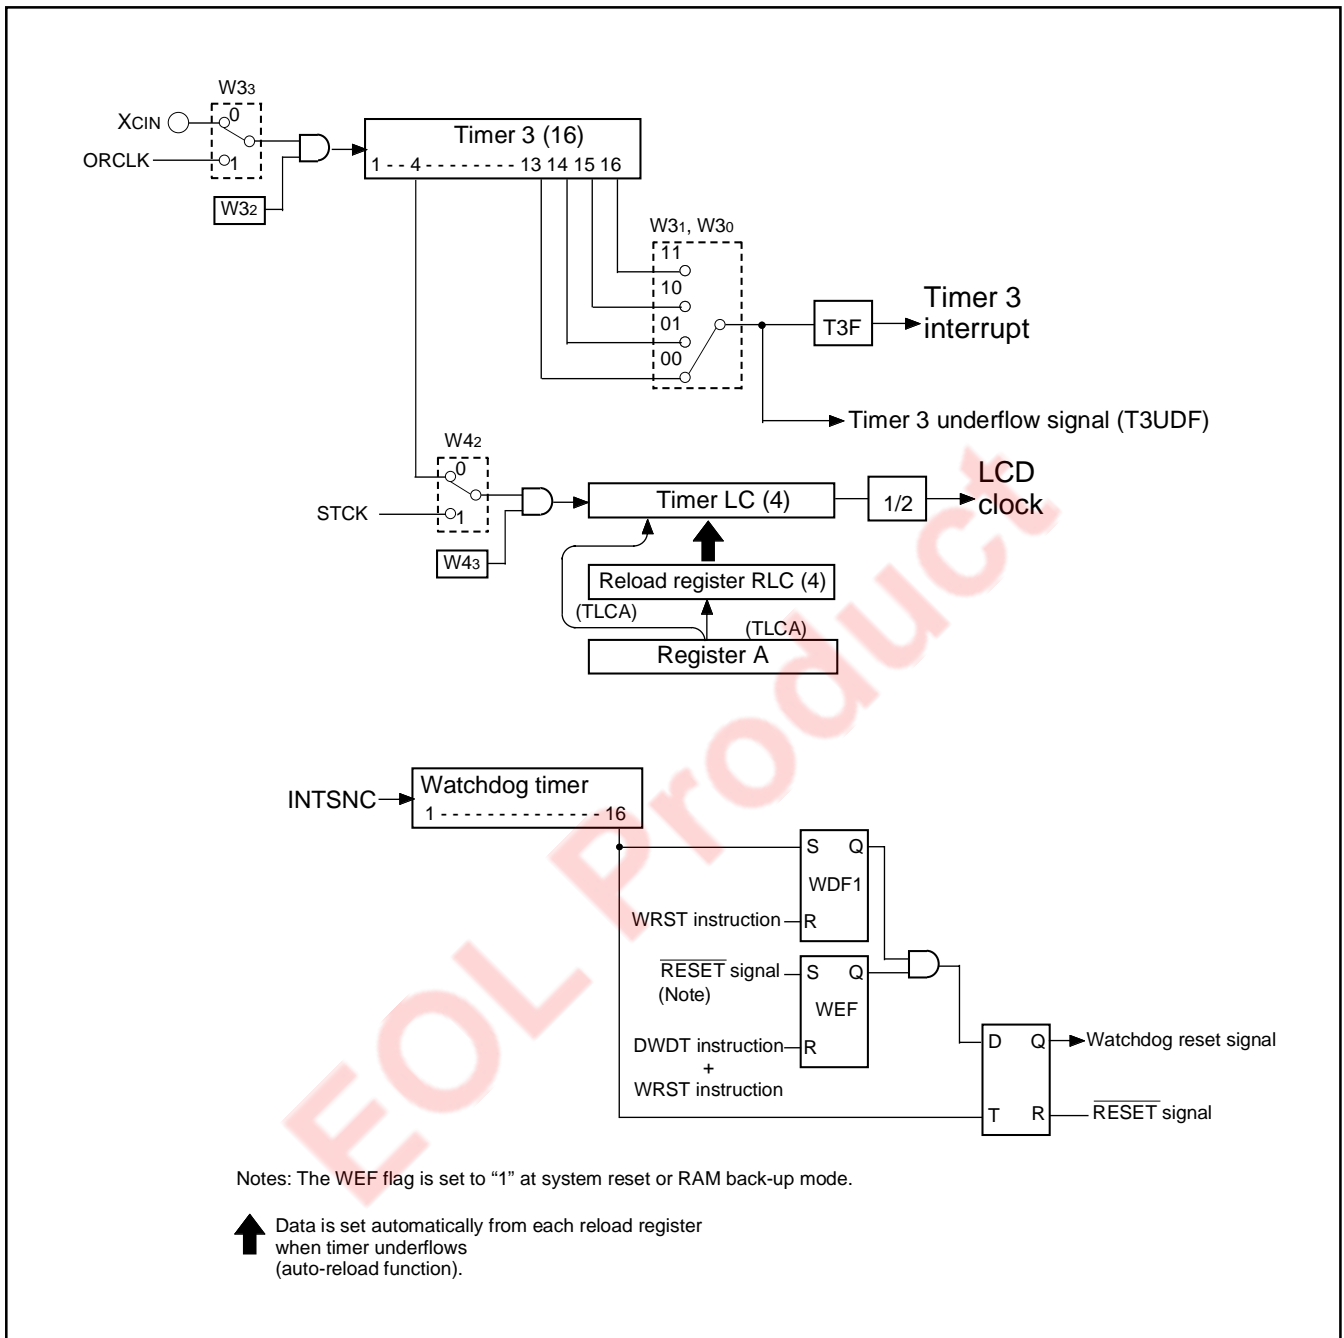 W33
XCIN
0
ORCLK
1
W32
Timer 3 (16)
1 - - 4 - - - - - - - - 13 14 15 16
W31, W30
11
10
01
00
T3F
Timer 3
interrupt
Timer 3 underflow signal (T3UDF)
W42
0
STCK
1
W43
Timer LC (4)
1/2
LCD
clock
Reload register RLC (4)
(TLCA)
(TLCA)
Register A
INTSNC
Watchdog timer
1 - - - - - - - - - - - - - - 16
S Q
WDF1
WRST instruction
R
RESET signal
(Note)
S Q
WEF
DWDT instruction
+
WRST instruction
R
D Q
Watchdog reset signal
T R
RESET signal
Notes: The WEF flag is set to “1” at system reset or RAM back-up mode.
Data is set automatically from each reload register
when timer underflows
(auto-reload function).
EOL Product